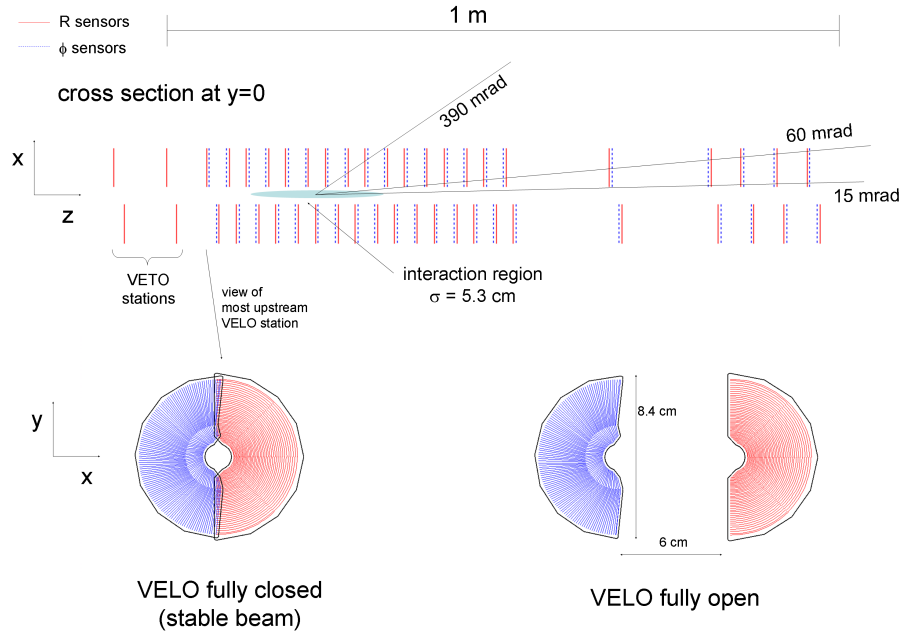 R sensors
1 m
ϕ sensors
cross section at y=0
390 mrad
60 mrad
x
15 mrad
z
VETO
stations
interaction region
σ = 5.3 cm
view of
most upstream
VELO station
y
x
8.4 cm
6 cm
VELO fully closed
(stable beam)
VELO fully open